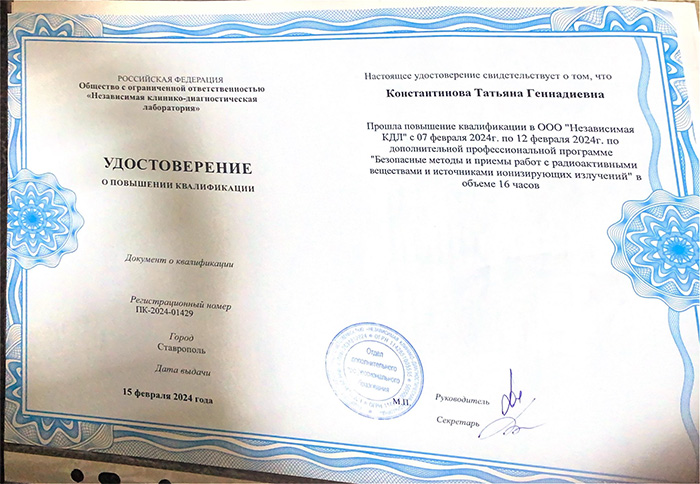 РОССИЙСКАЯ ФЕДЕРАЦИЯ
Общество с ограниченной ответственностью
«Независимая клинико-диагностическая
лаборатория»
УДОСТОВЕРЕНИЕ
О ПОВЫШЕНИИ КВАЛИФИКАЦИИ
Документ о квалификации
Регистрационный номер
ПК-2024-01429
Город
Ставрополь
Дата выдачи
15 февраля 2024 года
Настоящее удостоверение свидетельствует о том, что
Константинова Татьяна Геннадиевна
Прошла повышение квалификации в ООО "Независимая
КДЛ" с 07 февраля 2024г. по 12 февраля 2024г. по
дополнительной профессиональной программе
"Безопасные методы и приемы работ с радиоактивными
веществами и источниками ионизирующих излучений" в
объеме 16 часов
Отдел
дополнительного
профессионального
образования
М.П.
Руководитель
Секретарь